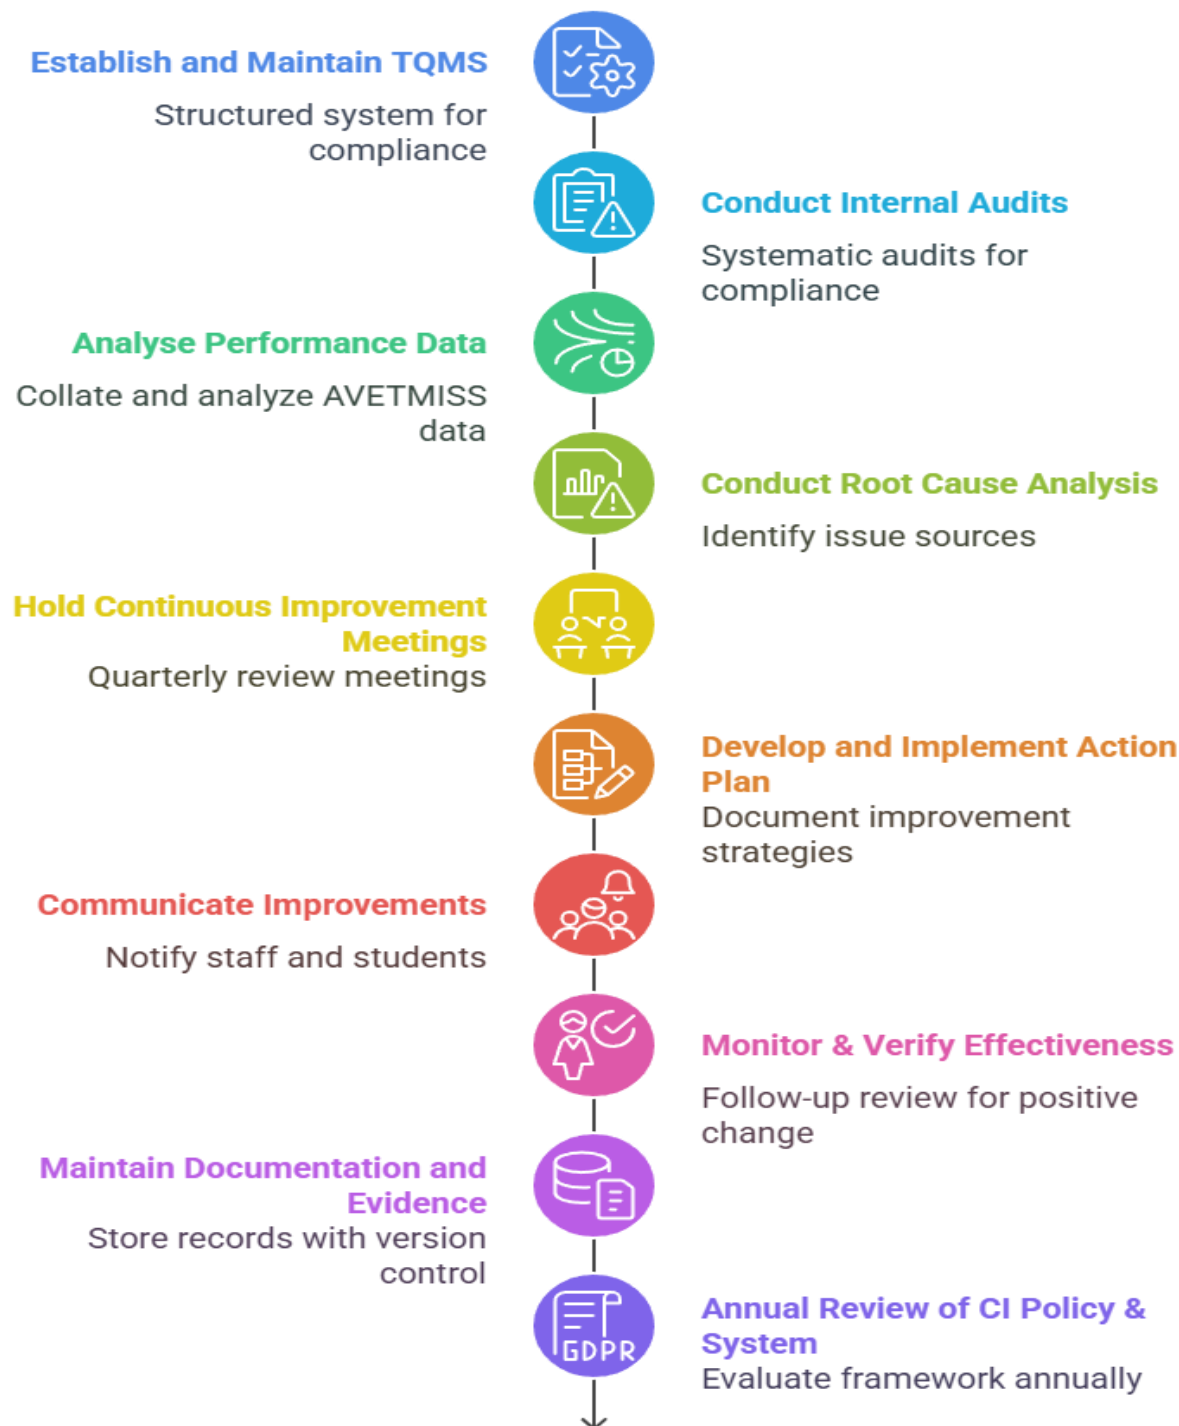 Establish and Maintain TQMS
Structured system for
compliance
Conduct Internal Audits
Systematic audits for
compliance
Analyse Performance Data
Collate and analyze AVETMISS
data
Conduct Root Cause Analysis
Identify issue sources
Hold Continuous Improvement
Meetings
Quarterly review meetings
Develop and Implement Action
Plan
Document improvement
strategies
Communicate Improvements
Notify staff and students
Monitor & Verify Effectiveness
Follow-up review for positive
change
Maintain Documentation and
Evidence
Store records with version
control
GDPR
Annual Review of CI Policy &
System
Evaluate framework annually